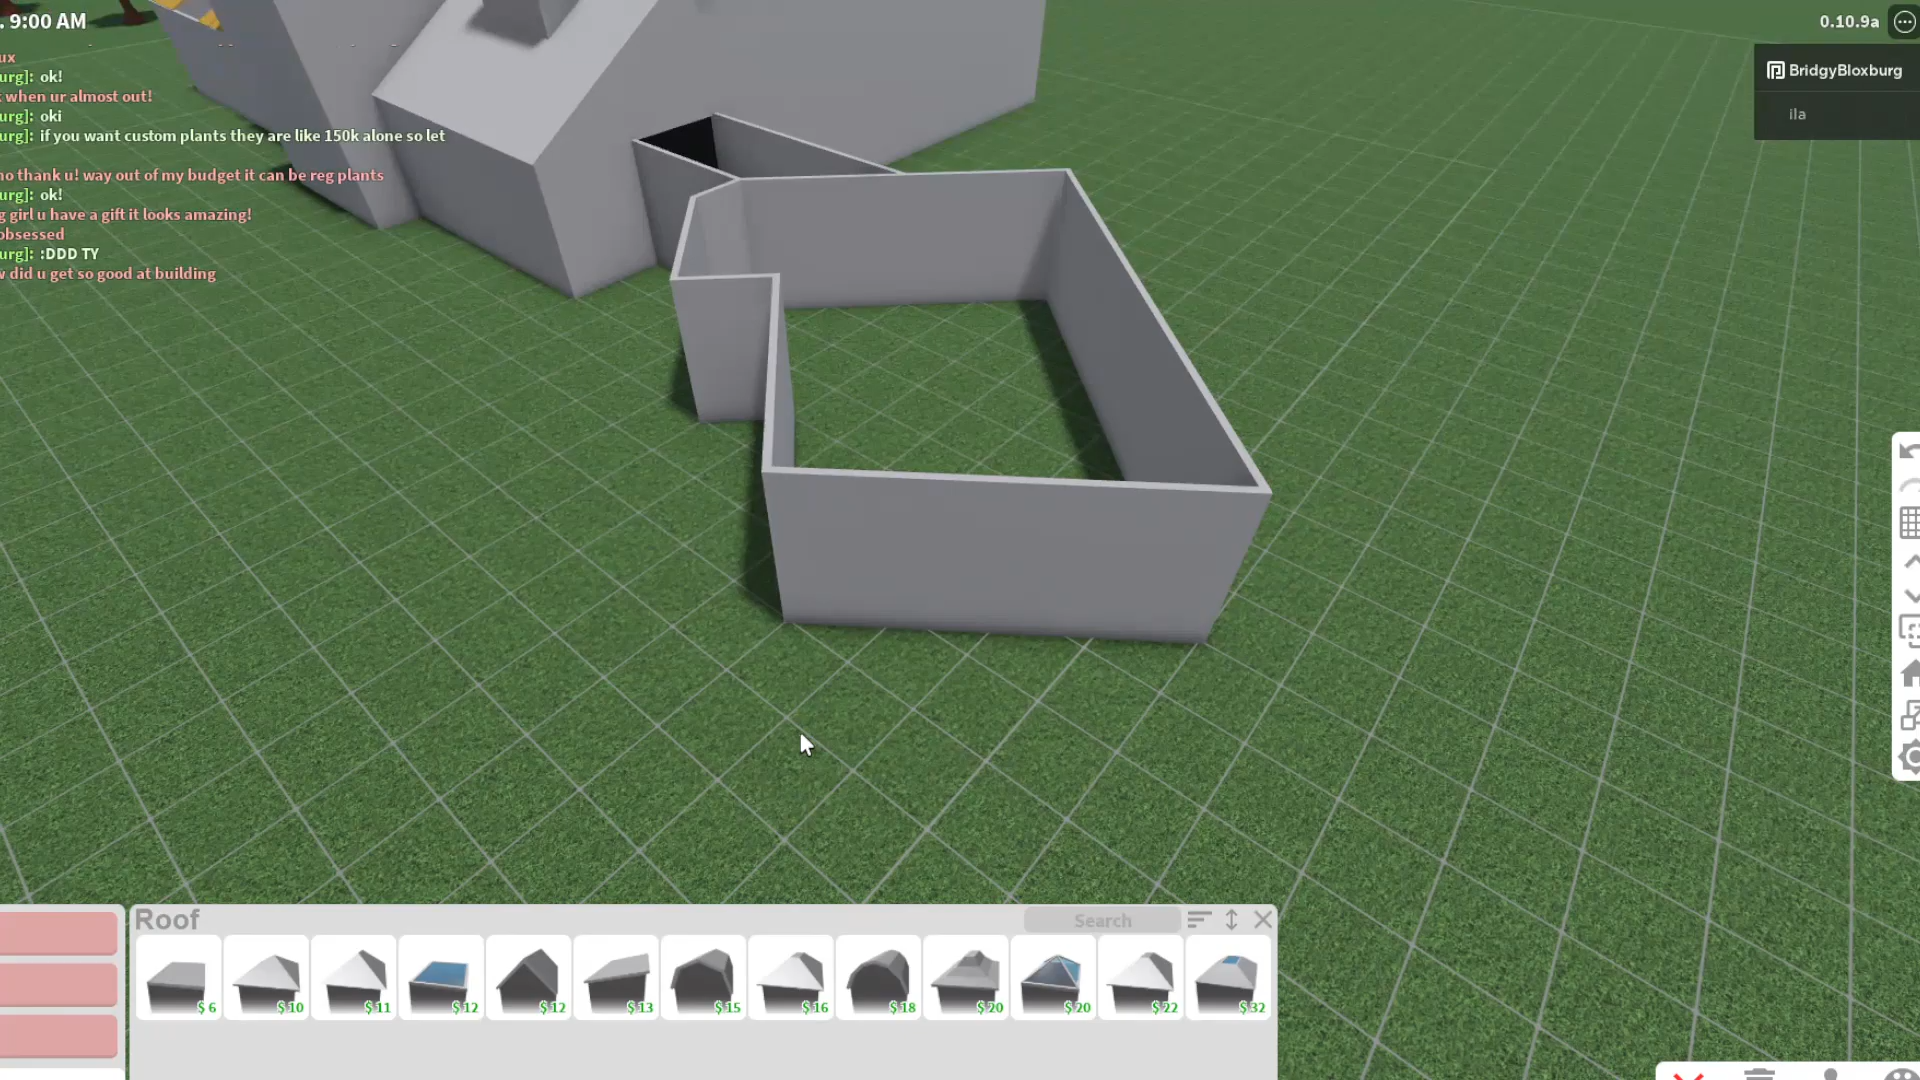 . 9:00 AM
0.10.9a
ux
urg]: ok!
when ur almost out!
urg]: oki
urg]: if you want custom plants they are like 150k alone so let
no thank u! way out of my budget it can be reg plants
urg]: ok!
g girl u have a gift it looks amazing!
obsessed
urg]: :DDD TY
w did u get so good at building
BridgyBloxburg
ila
Roof
Search
$ 6
$ 10
$ 11
$ 12
$ 12
$ 13
$ 15
$ 16
$ 18
$ 20
$ 20
$ 22
$ 32